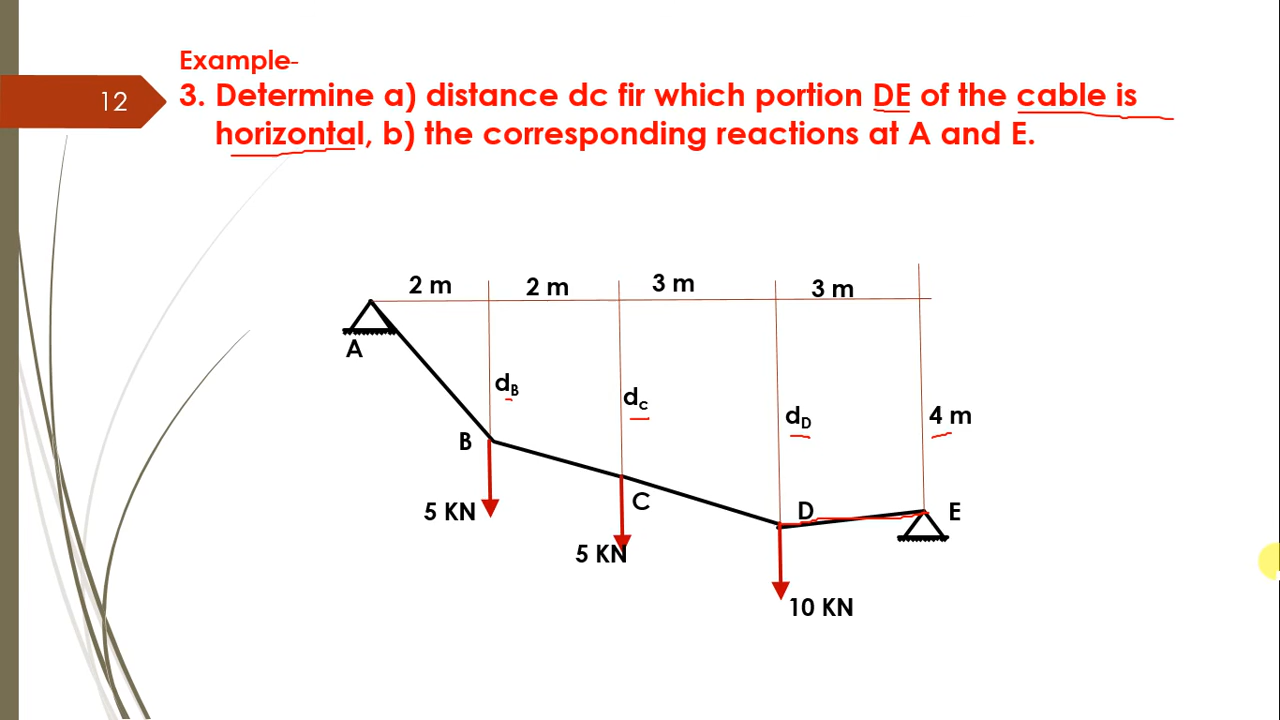 Example-
12
3. Determine a) distance dc fir which portion DE of the cable is
horizontal, b) the corresponding reactions at A and E.
2 m
2 m
3 m
3 m
A
dB
dc
dD
4 m
B
C
D
E
5 KN
5 KN
10 KN